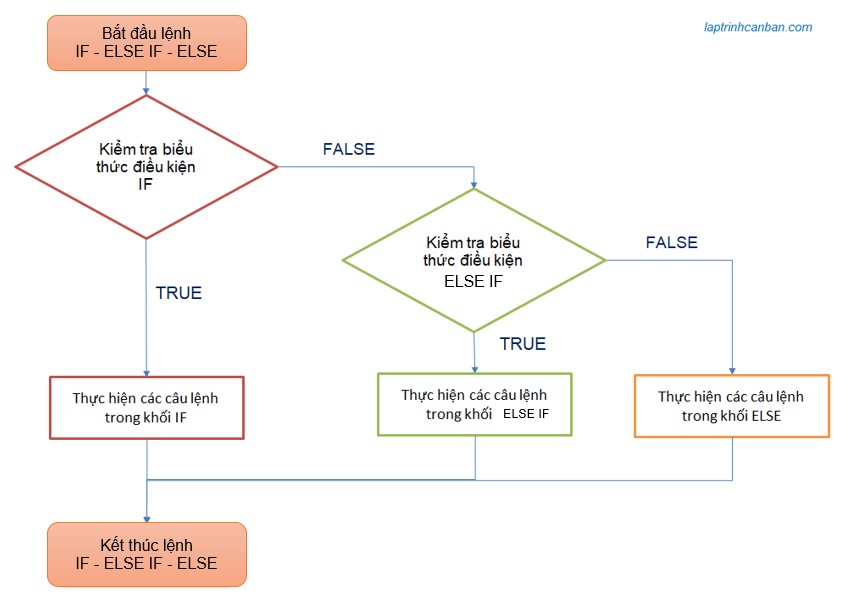 Bắt đầu lệnh
IF - ELSE IF - ELSE
laptrinhcanban.com
Kiểm tra biểu
thức điều kiện
IF
FALSE
Kiểm tra biểu
thức điều kiện
ELSE IF
FALSE
TRUE
TRUE
Thực hiện các câu lệnh
trong khối IF
Thực hiện các câu lệnh
trong khối ELSE IF
Thực hiện các câu lệnh
trong khối ELSE
Kết thúc lệnh
IF - ELSE IF - ELSE